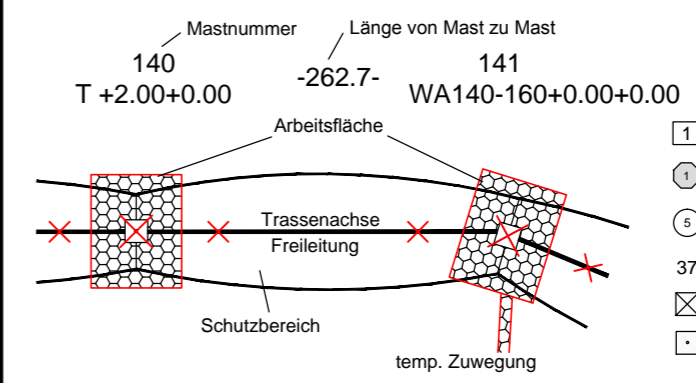 Mastnummer
Länge von Mast zu Mast
140
-262.7-
141
T +2.00+0.00
WA140-160+0.00+0.00
Arbeitsfläche
1
1
Trassenachse
Freileitung
5
37
Schutzbereich
temp. Zuwegung